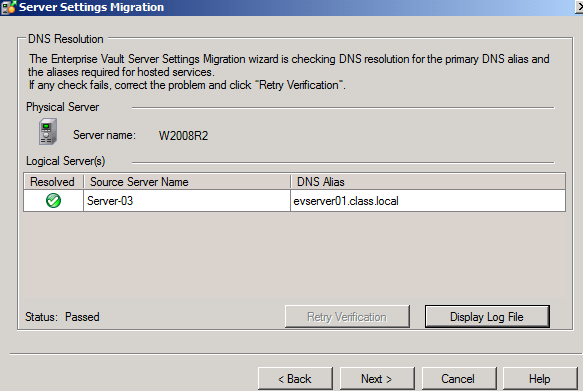 Server Settings Migration
DNS Resolution
The Enterprise Vault Server Settings Migration wizard is checking DNS resolution for the primary DNS alias and
the aliases required for hosted services.
If any check fails, correct the problem and click "Retry Verification".
Physical Server
Server name: W2008R2
Logical Server(s)
Resolved Source Server Name DNS Alias
Server-03 evserver01.class.local
Status: Passed Retry Verification Display Log File
< Back Next > Cancel Help